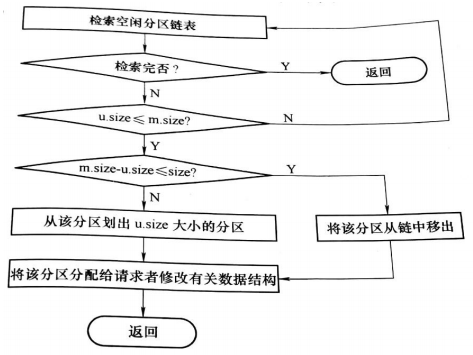 检索空闲分区链表
检索完否？
Y
返回
N
u.size≤m.size?
N
Y
m.size-u.size≤size?
Y
N
从该分区划出 u.size 大小的分区
将该分区从链中移出
将该分区分配给请求者修改有关数据结构
返回